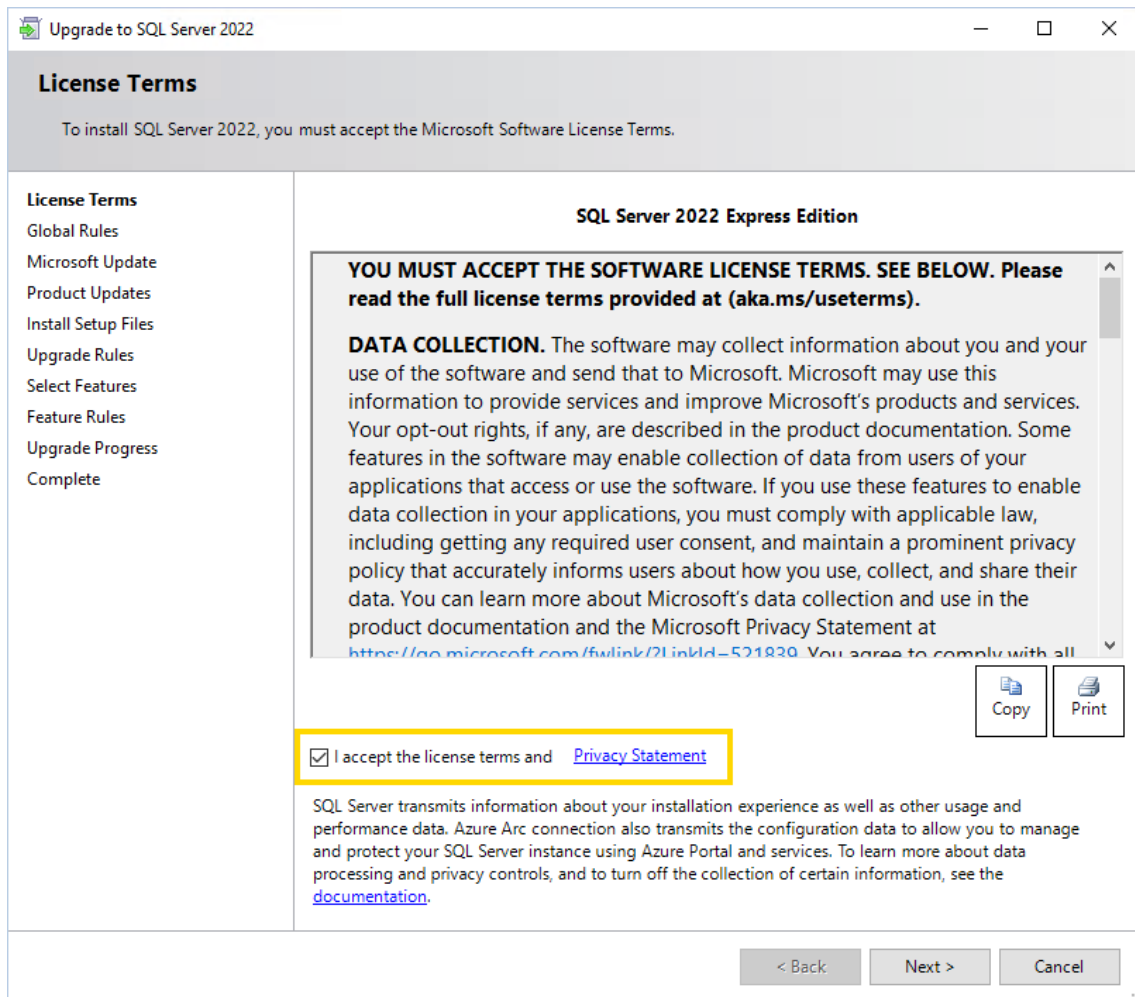 Upgrade to SQL Server 2022
License Terms
To install SQL Server 2022, you must accept the Microsoft Software License Terms.
License Terms
Global Rules
Microsoft Update
Product Updates
Install Setup Files
Upgrade Rules
Select Features
Feature Rules
Upgrade Progress
Complete
SQL Server 2022 Express Edition
YOU MUST ACCEPT THE SOFTWARE LICENSE TERMS. SEE BELOW. Please
read the full license terms provided at (aka.ms/useterms).
DATA COLLECTION. The software may collect information about you and your
use of the software and send that to Microsoft. Microsoft may use this
information to provide services and improve Microsoft's products and services.
Your opt-out rights, if any, are described in the product documentation. Some
features in the software may enable collection of data from users of your
applications that access or use the software. If you use these features to enable
data collection in your applications, you must comply with applicable law,
including getting any required user consent, and maintain a prominent privacy
policy that accurately informs users about how you use, collect, and share their
data. You can learn more about Microsoft's data collection and use in the
product documentation and the Microsoft Privacy Statement at
https://go.microsoft.com/fwlink/?LinkId=521839. You agree to comply with all
Copy
Print
I accept the license terms and Privacy Statement
SQL Server transmits information about your installation experience as well as other usage and
performance data. Azure Arc connection also transmits the configuration data to allow you to manage
and protect your SQL Server instance using Azure Portal and services. To learn more about data
processing and privacy controls, and to turn off the collection of certain information, see the
documentation.
< Back
Next >
Cancel